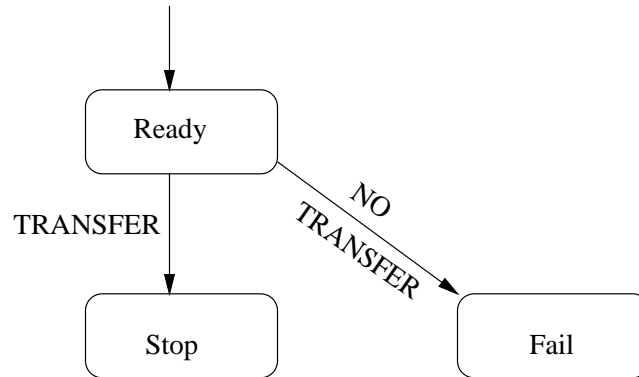 Ready
NO
TRANSFER
TRANSFER
Stop
Fail